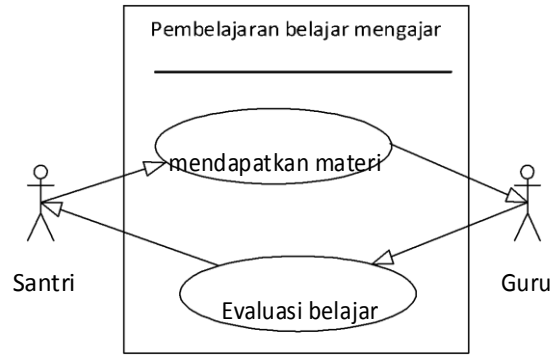 Pembelajaran belajar mengajar
mendapatkan materi
Santri
Guru
Evaluasi belajar